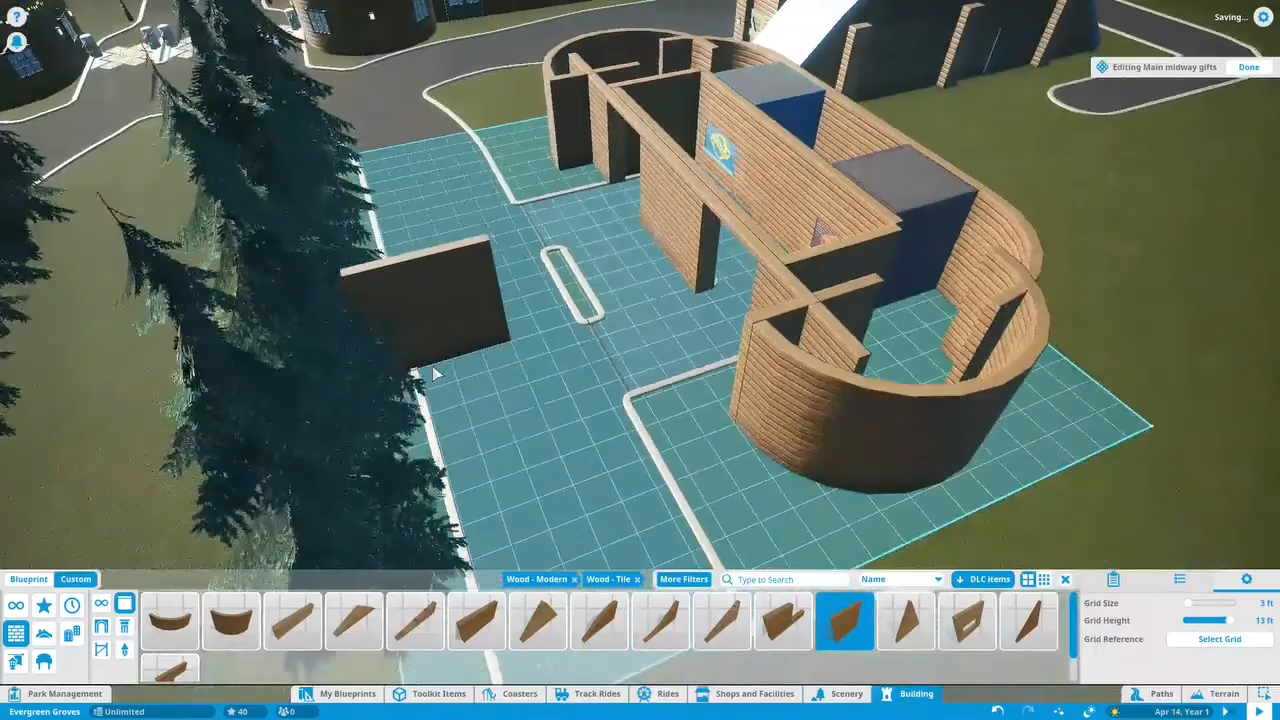 Saving...
Editing Main midway gifts
Done
Blueprint
Custom
Wood - Modern ×
Wood - Tile ×
More Filters
Type to Search
Name
DLC items
Grid Size
3 ft
Grid Height
13 ft
Grid Reference
Select Grid
Park Management
My Blueprints
Toolkit Items
Coasters
Track Rides
Rides
Shops and Facilities
Scenery
Building
Paths
Terrain
Evergreen Groves
Unlimited
40
0
Apr 14, Year 1